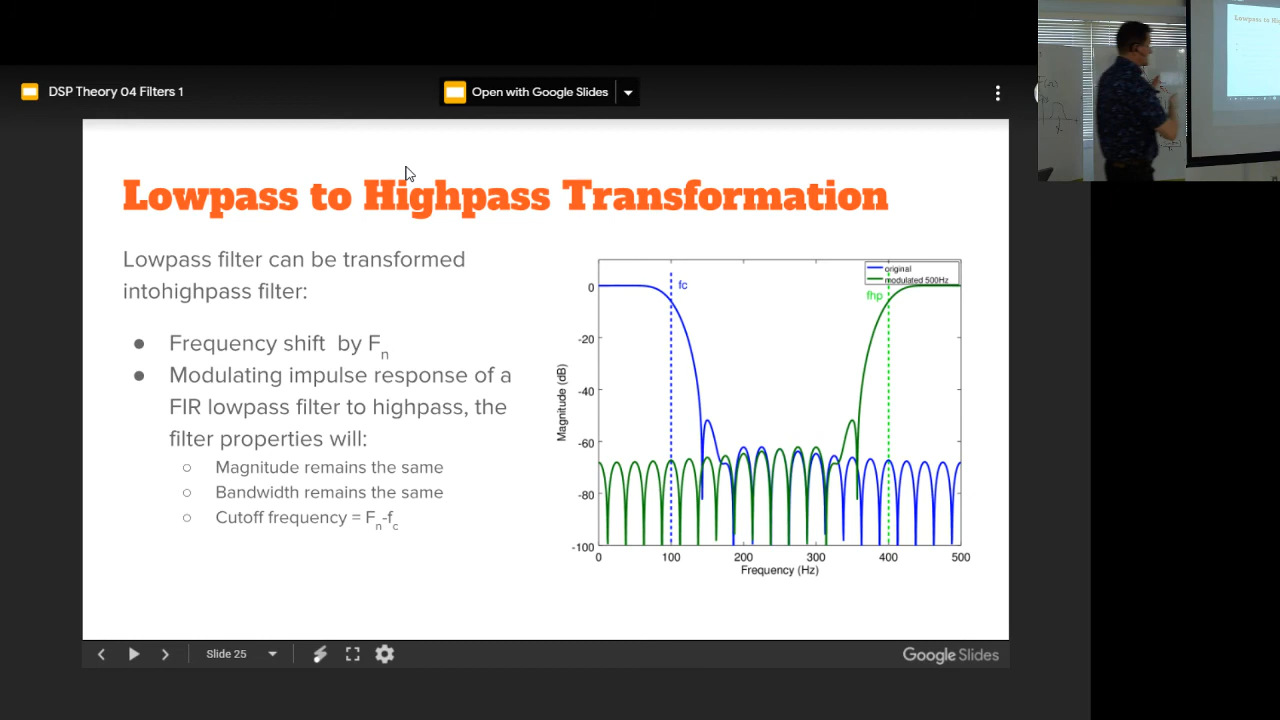 DSP Theory 04 Filters 1
Open with Google Slides
Lowpass to Hi
Lowpass to Highpass Transformation
Lowpass filter can be transformed
intohighpass filter:
● Frequency shift by Fn
● Modulating impulse response of a
FIR lowpass filter to highpass, the
filter properties will:
○ Magnitude remains the same
○ Bandwidth remains the same
○ Cutoff frequency = Fn-fc
original
modulated 500Hz
fc
fhp
0
-20
-40
-60
-80
-100
Magnitude (dB)
0 100 200 300 400 500
Frequency (Hz)
Slide 25
Google Slides